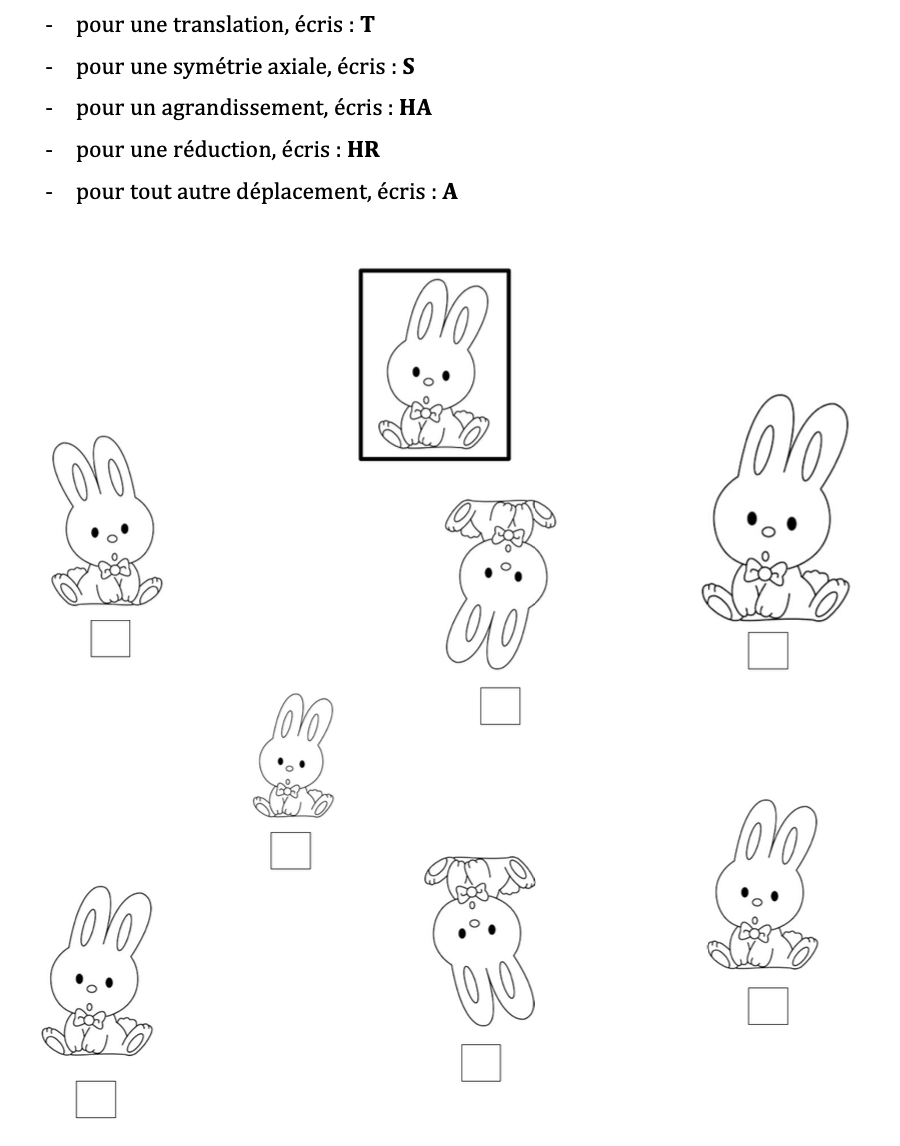 - pour une translation, écris : T
- pour une symétrie axiale, écris : S
- pour un agrandissement, écris : HA
- pour une réduction, écris : HR
- pour tout autre déplacement, écris : A